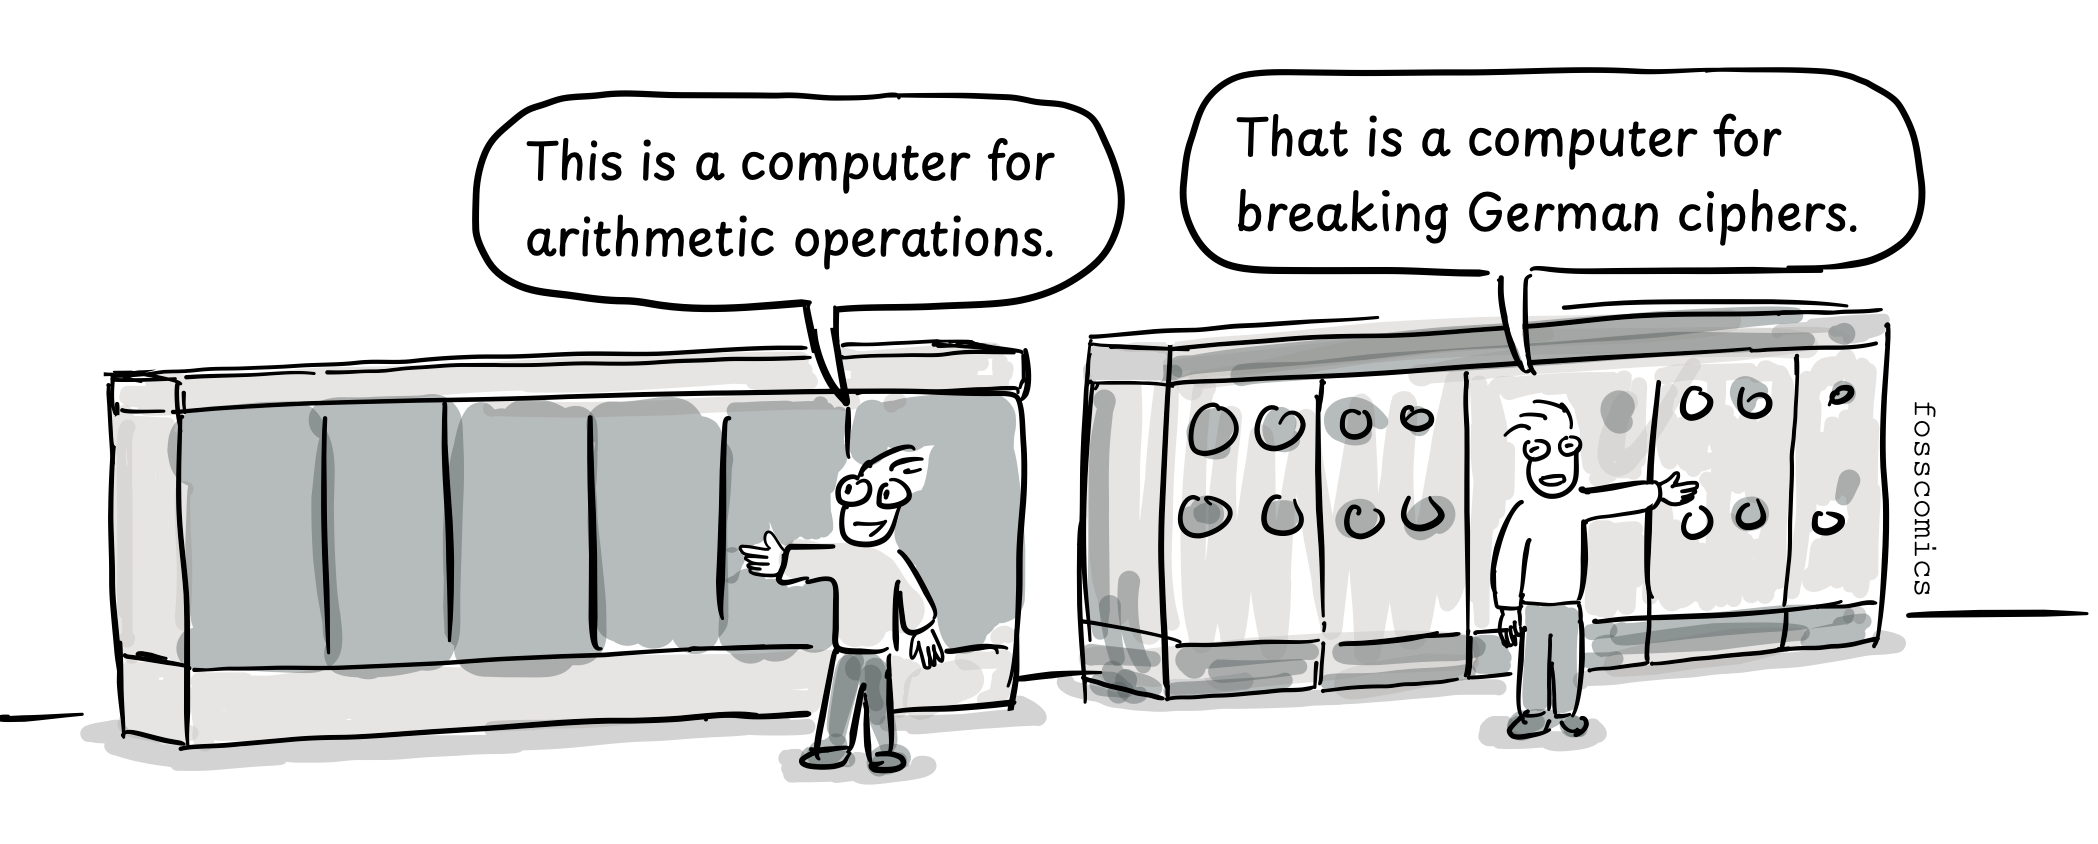 This is a computer for
arithmetic operations.
That is a computer for
breaking German ciphers.
fosscomics